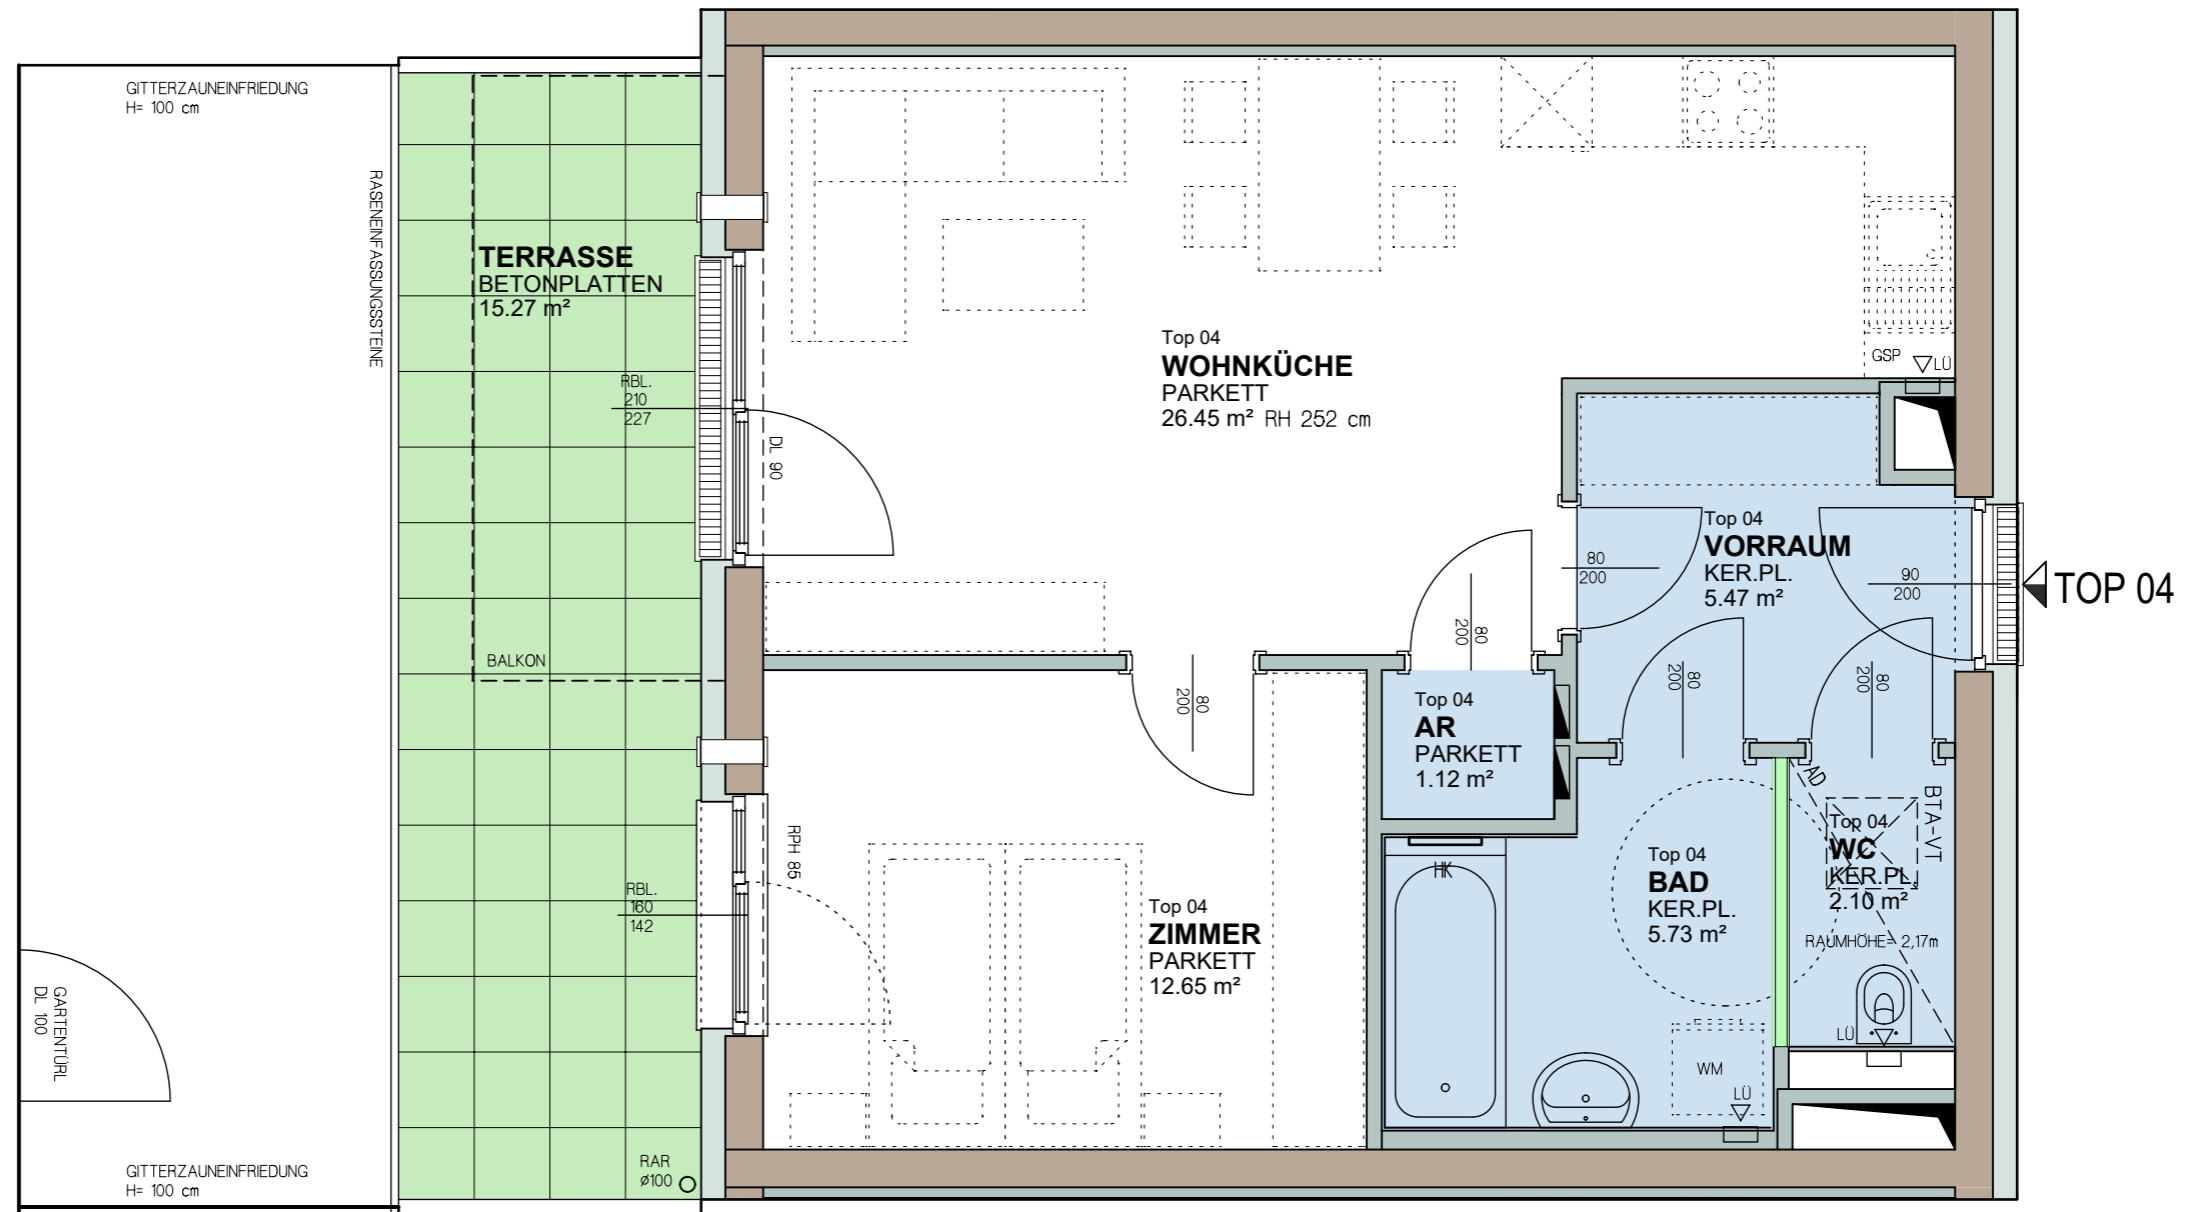 GITTERZAUNEINFRIEDUNG
H= 100 cm
RASENEINFASSUNGSSTEINE
TERRASSE
BETONPLATTEN
15.27 m²
RBL.
210
227
DL 90
BALKON
Top 04
WOHNKÜCHE
PARKETT
26.45 m² RH 252 cm
GSP
LÜ
80
200
Top 04
VORRAUM
KER.PL.
5.47 m²
90
200
TOP 04
80
200
80
200
80
200
80
200
Top 04
AR
PARKETT
1.12 m²
AD
BTA-VT
Top 04
WC
KER.PL.
2.10 m²
RAUMHÖHE= 2,17m
LÜ
Top 04
BAD
KER.PL.
5.73 m²
HK
WM
LÜ
RPH 85
RBL.
160
142
Top 04
ZIMMER
PARKETT
12.65 m²
GARTENTÜRL
DL 100
GITTERZAUNEINFRIEDUNG
H= 100 cm
RAR
ø100